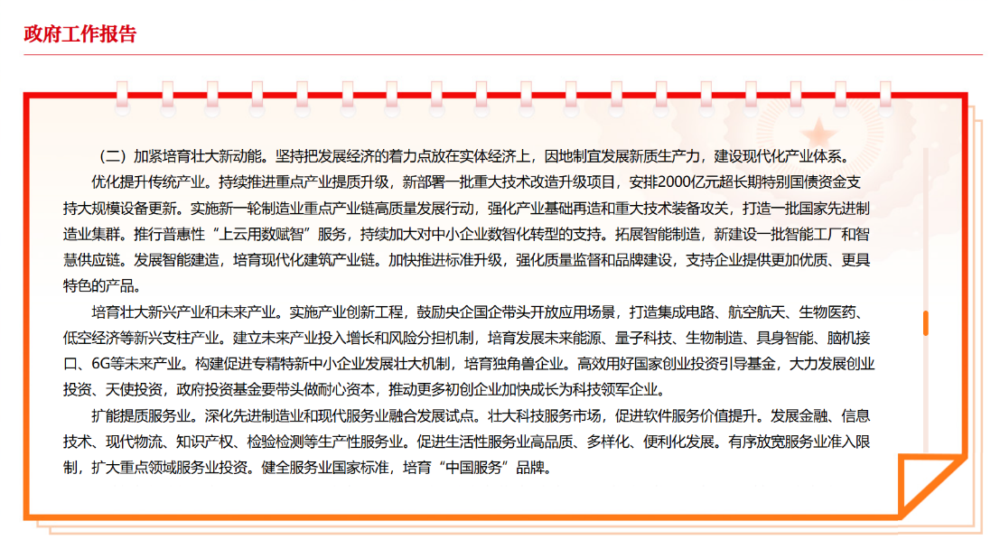 政府工作报告
（二）加紧培育壮大新动能。坚持把发展经济的着力点放在实体经济上，因地制宜发展新质生产力，建设现代化产业体系。
优化提升传统产业。持续推进重点产业提质升级，新部署一批重大技术改造升级项目，安排2000亿元超长期特别国债资金支
持大规模设备更新。实施新一轮制造业重点产业链高质量发展行动，强化产业基础再造和重大技术装备攻关，打造一批国家先进制
造业集群。推行普惠性“上云用数赋智”服务，持续加大对中小企业数智化转型的支持。拓展智能制造，新建设一批智能工厂和智
慧供应链。发展智能建造，培育现代化建筑产业链。加快推进标准升级，强化质量监督和品牌建设，支持企业提供更加优质、更具
特色的产品。
培育壮大新兴产业和未来产业。实施产业创新工程，鼓励央企国企带头开放应用场景，打造集成电路、航空航天、生物医药、
低空经济等新兴支柱产业。建立未来产业投入增长和风险分担机制，培育发展未来能源、量子科技、生物制造、具身智能、脑机接
口、6G等未来产业。构建促进专精特新中小企业发展壮大机制，培育独角兽企业。高效用好国家创业投资引导基金，大力发展创业
投资、天使投资，政府投资基金要带头做耐心资本，推动更多初创企业加快成长为科技领军企业。
扩能提质服务业。深化先进制造业和现代服务业融合发展试点。壮大科技服务市场，促进软件服务价值提升。发展金融、信息
技术、现代物流、知识产权、检验检测等生产性服务业。促进生活性服务业高品质、多样化、便利化发展。有序放宽服务业准入限
制，扩大重点领域服务业投资。健全服务业国家标准，培育“中国服务”品牌。